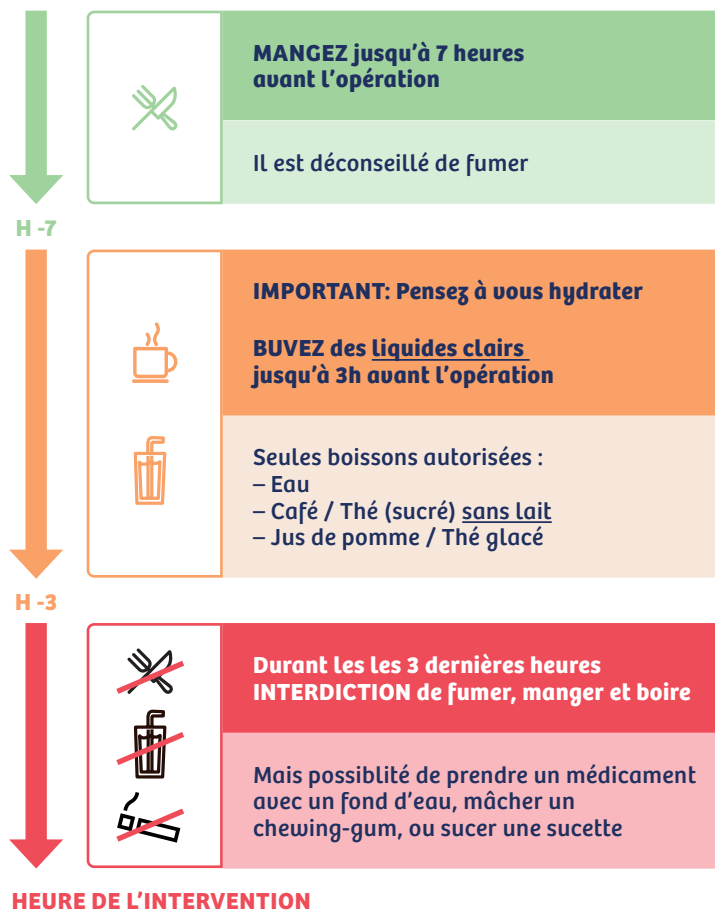 MANGEZ jusqu'à 7 heures
avant l'opération
Il est déconseillé de fumer
H -7
IMPORTANT: Pensez à vous hydrater
BUVEZ des liquides clairs
jusqu'à 3h avant l'opération
Seules boissons autorisées :
– Eau
– Café / Thé (sucré) sans lait
– Jus de pomme / Thé glacé
H -3
Durant les les 3 dernières heures
INTERDICTION de fumer, manger et boire
Mais possiblité de prendre un médicament
avec un fond d'eau, mâcher un
chewing-gum, ou sucer une sucette
HEURE DE L'INTERVENTION